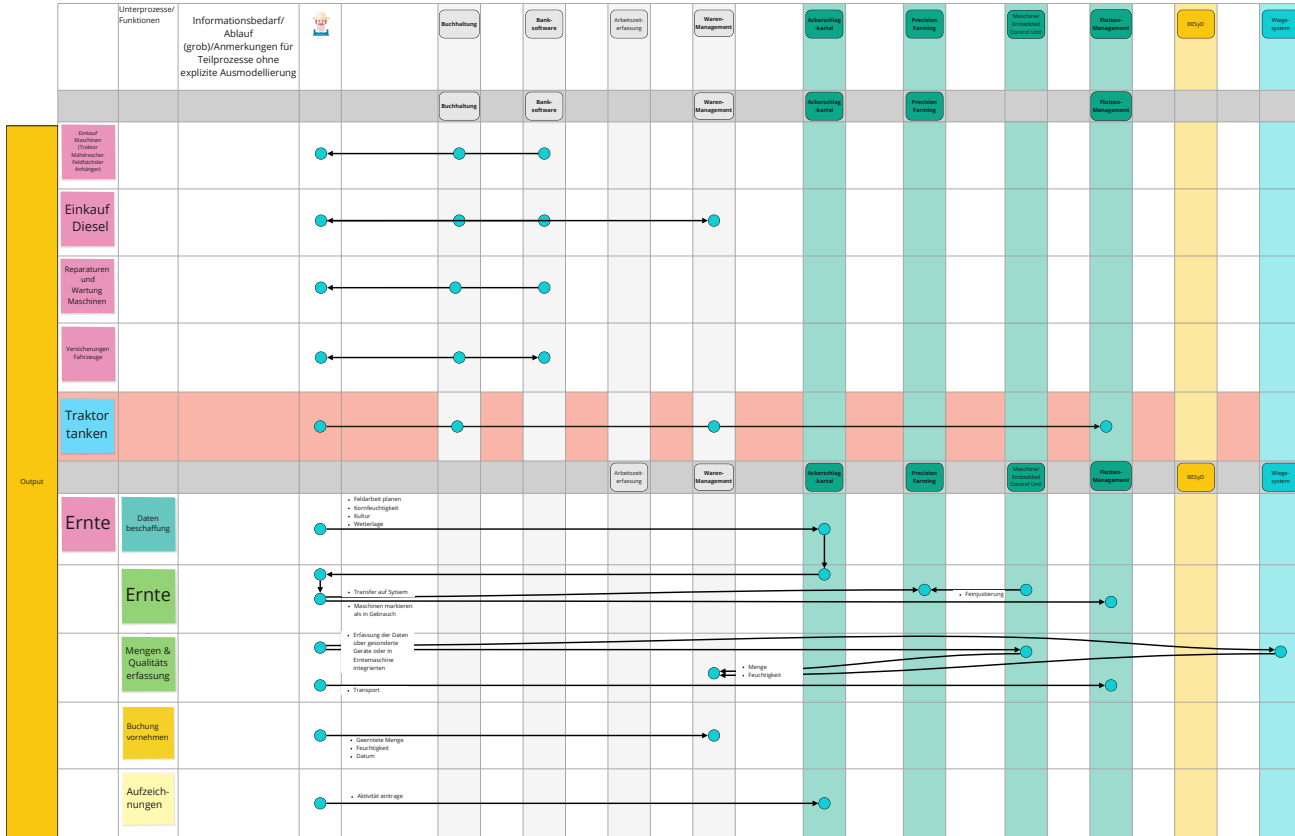 Unterprozesse/
Funktionen
Informationsbedarf/
Ablauf
(grob)/Anmerkungen für
Teilprozesse ohne
explizite Ausmodellierung
Buchhaltung
Bank-
software
Arbeitszeit-
erfassung
Waren-
Management
Ackerschlag
-kartei
Precision
Farming
Maschine/
Embedded
Control Unit
Flotten-
Management
BESyD
Wiege-
system
Buchhaltung
Bank-
software
Waren-
Management
Ackerschlag
-kartei
Precision
Farming
Flotten-
Management
Output
Einkauf
Maschinen
(Traktor
Mähdrescher
Feldhächsler
Anhänger)
Einkauf
Diesel
Reparaturen
und
Wartung
Maschinen
Versicherungen
Fahrzeuge
Traktor
tanken
Arbeitszeit-
erfassung
Waren-
Management
Ackerschlag
-kartei
Precision
Farming
Maschine/
Embedded
Control Unit
Flotten-
Management
BESyD
Wiege-
system
Ernte
Daten
beschaffung
• Feldarbeit planen
• Kornfeuchtigkeit
• Kultur
• Wetterlage
Ernte
• Transfer auf Sytsem
• Maschinen markieren
als in Gebrauch
• Feinjustierung
Mengen &
Qualitäts
erfassung
• Erfassung der Daten
über gesonderte
Geräte oder in
Erntemaschine
integrierten
• Menge
• Feuchtigkeit
• Transport
Buchung
vornehmen
• Geerntete Menge
• Feuchtigkeit
• Datum
Aufzeich-
nungen
• Aktivität eintrage